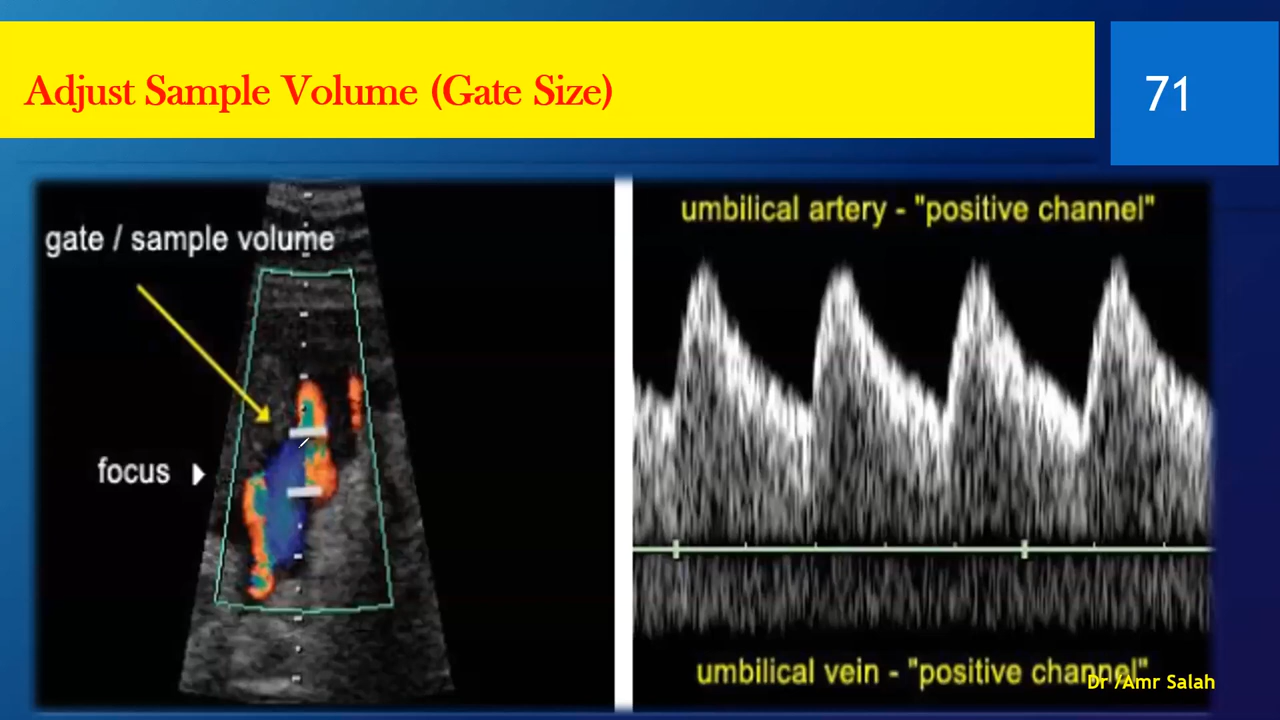 Adjust Sample Volume (Gate Size)
71
gate / sample volume
focus
umbilical artery - "positive channel"
umbilical vein - "positive channel"
Dr /Amr Salah